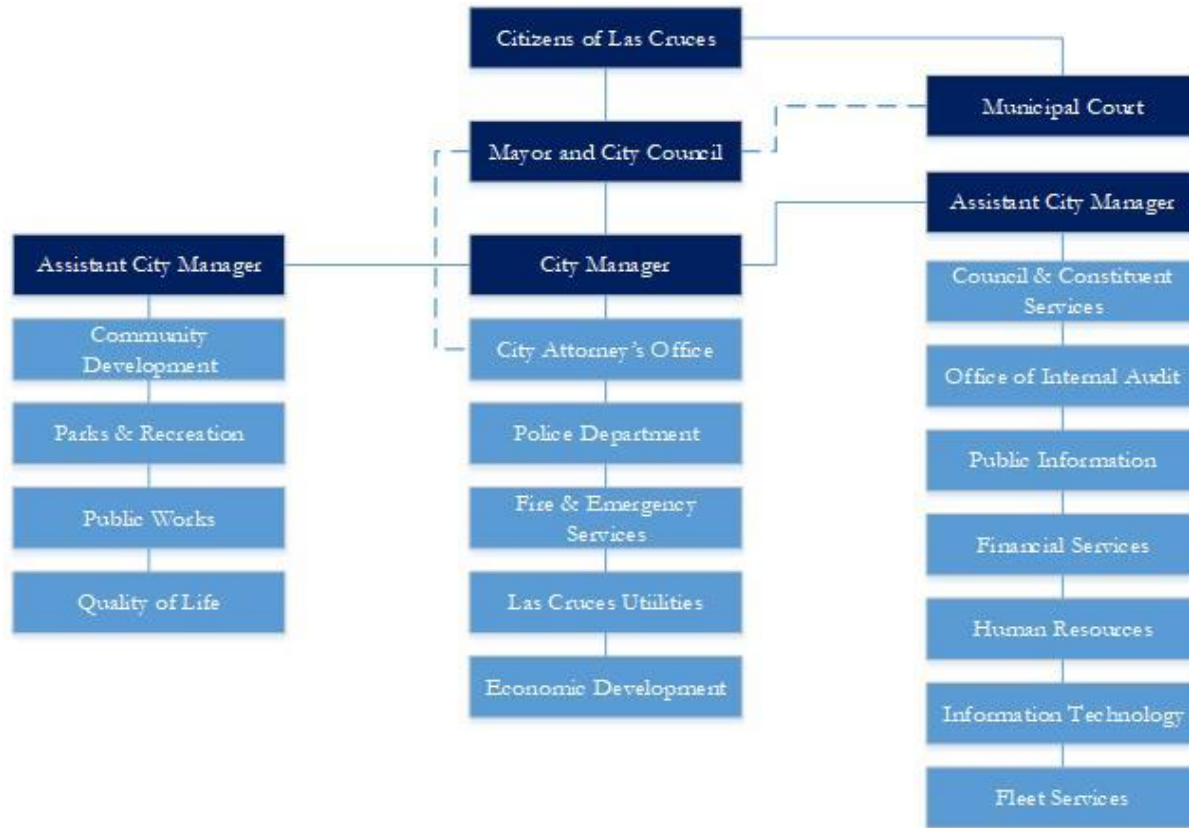 Citizens of Las Cruces
Municipal Court
Mayor and City Council
Assistant City Manager
Assistant City Manager
City Manager
Council & Constituent
Services
Community
Development
City Attorney's Office
Office of Internal Audit
Parks & Recreation
Police Department
Public Information
Public Works
Fire & Emergency
Services
Financial Services
Quality of Life
Las Cruces Utiilities
Human Resources
Economic Development
Information Technology
Fleet Services